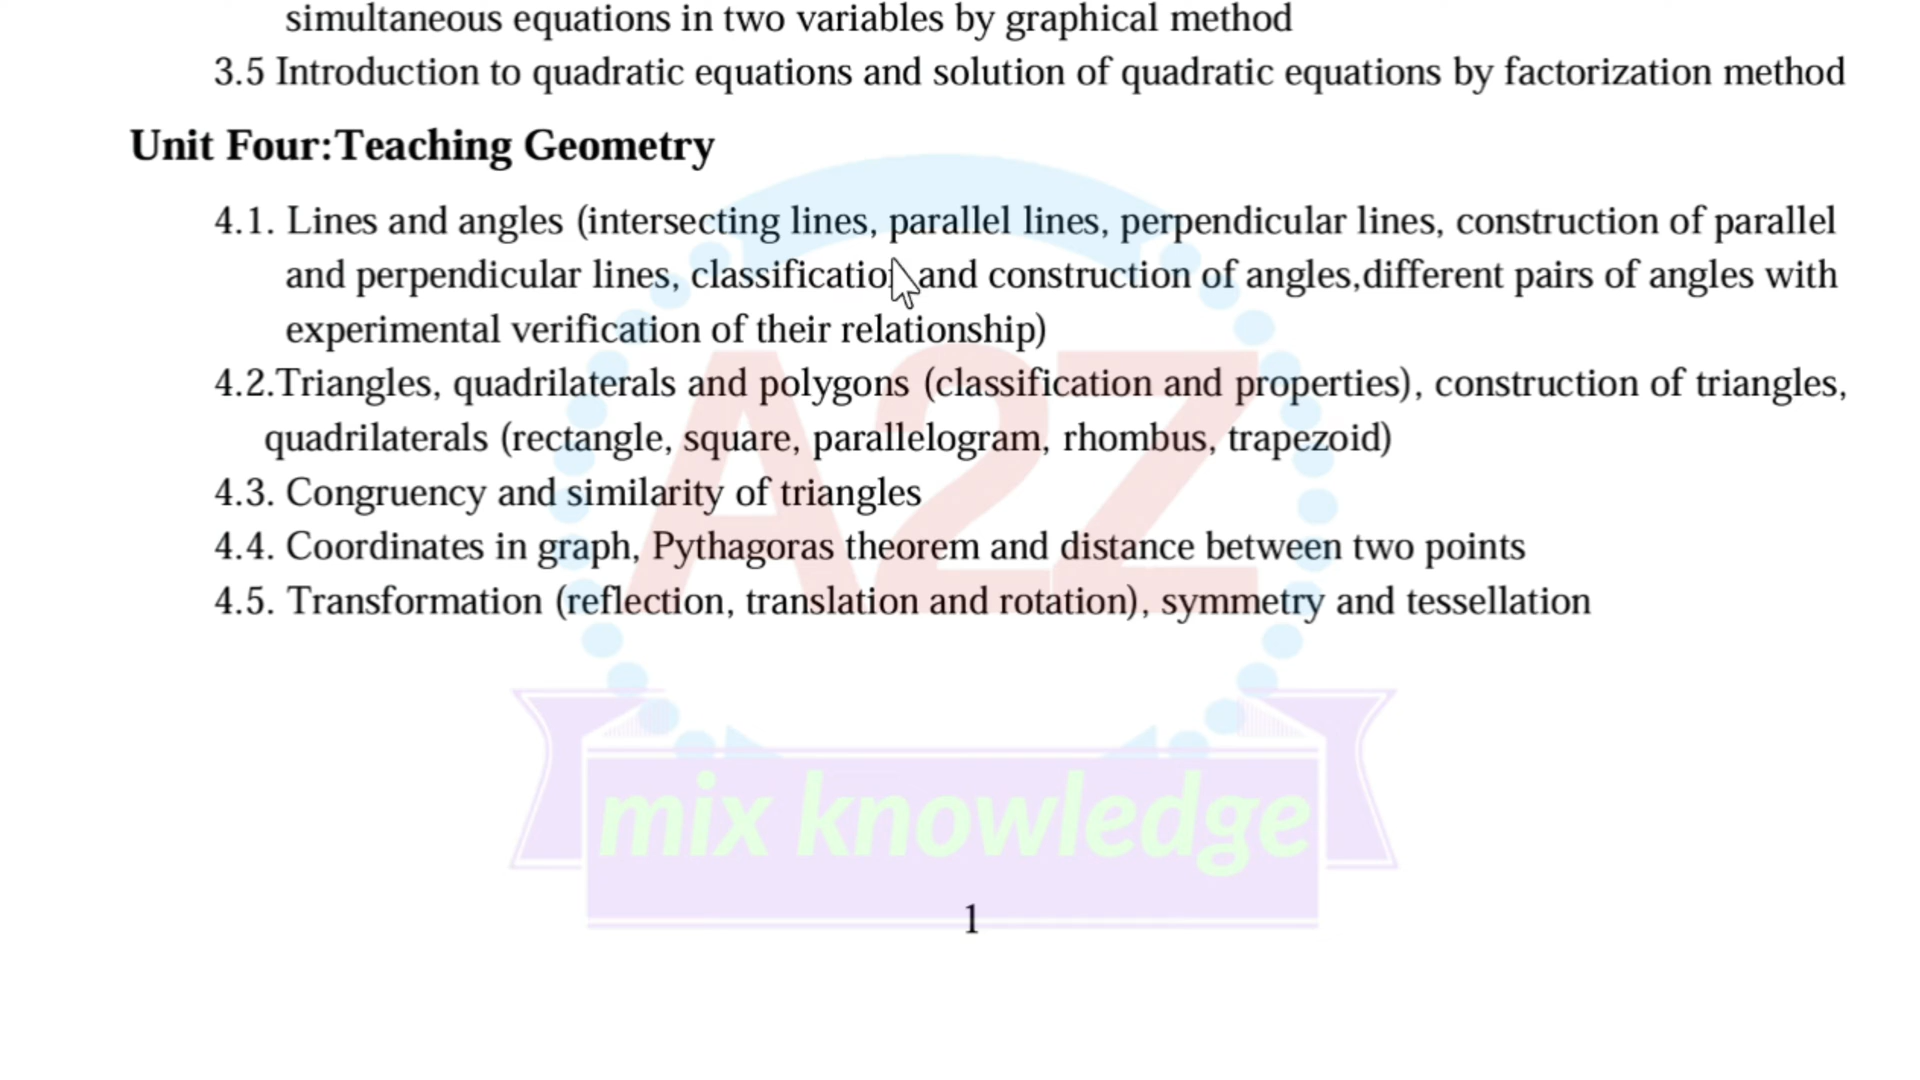 simultaneous equations in two variables by graphical method
3.5 Introduction to quadratic equations and solution of quadratic equations by factorization method
Unit Four:Teaching Geometry
4.1. Lines and angles (intersecting lines, parallel lines, perpendicular lines, construction of parallel
and perpendicular lines, classification and construction of angles,different pairs of angles with
experimental verification of their relationship)
4.2.Triangles, quadrilaterals and polygons (classification and properties), construction of triangles,
quadrilaterals (rectangle, square, parallelogram, rhombus, trapezoid)
4.3. Congruency and similarity of triangles
4.4. Coordinates in graph, Pythagoras theorem and distance between two points
4.5. Transformation (reflection, translation and rotation), symmetry and tessellation
A2Z
mix knowledge
1